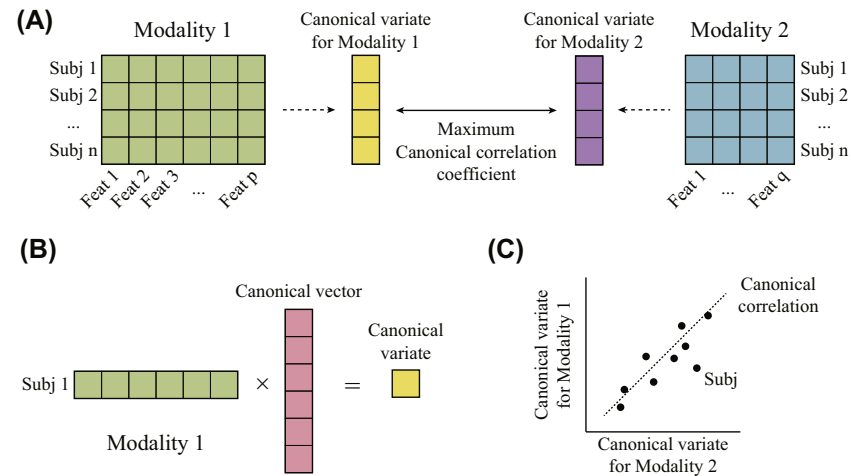 (A)
Modality 1
Canonical variate
for Modality 1
Canonical variate
for Modality 2
Modality 2
Subj 1
Subj 2
...
Subj n
Feat 1
Feat 2
Feat 3
...
Feat p
Maximum
Canonical correlation
coefficient
Subj 1
Subj 2
...
Subj n
Feat 1
...
Feat q
(B)
Canonical vector
Subj 1
×
=
Canonical
variate
Modality 1
(C)
Canonical variate
for Modality 1
Canonical
correlation
Subj
Canonical variate
for Modality 2